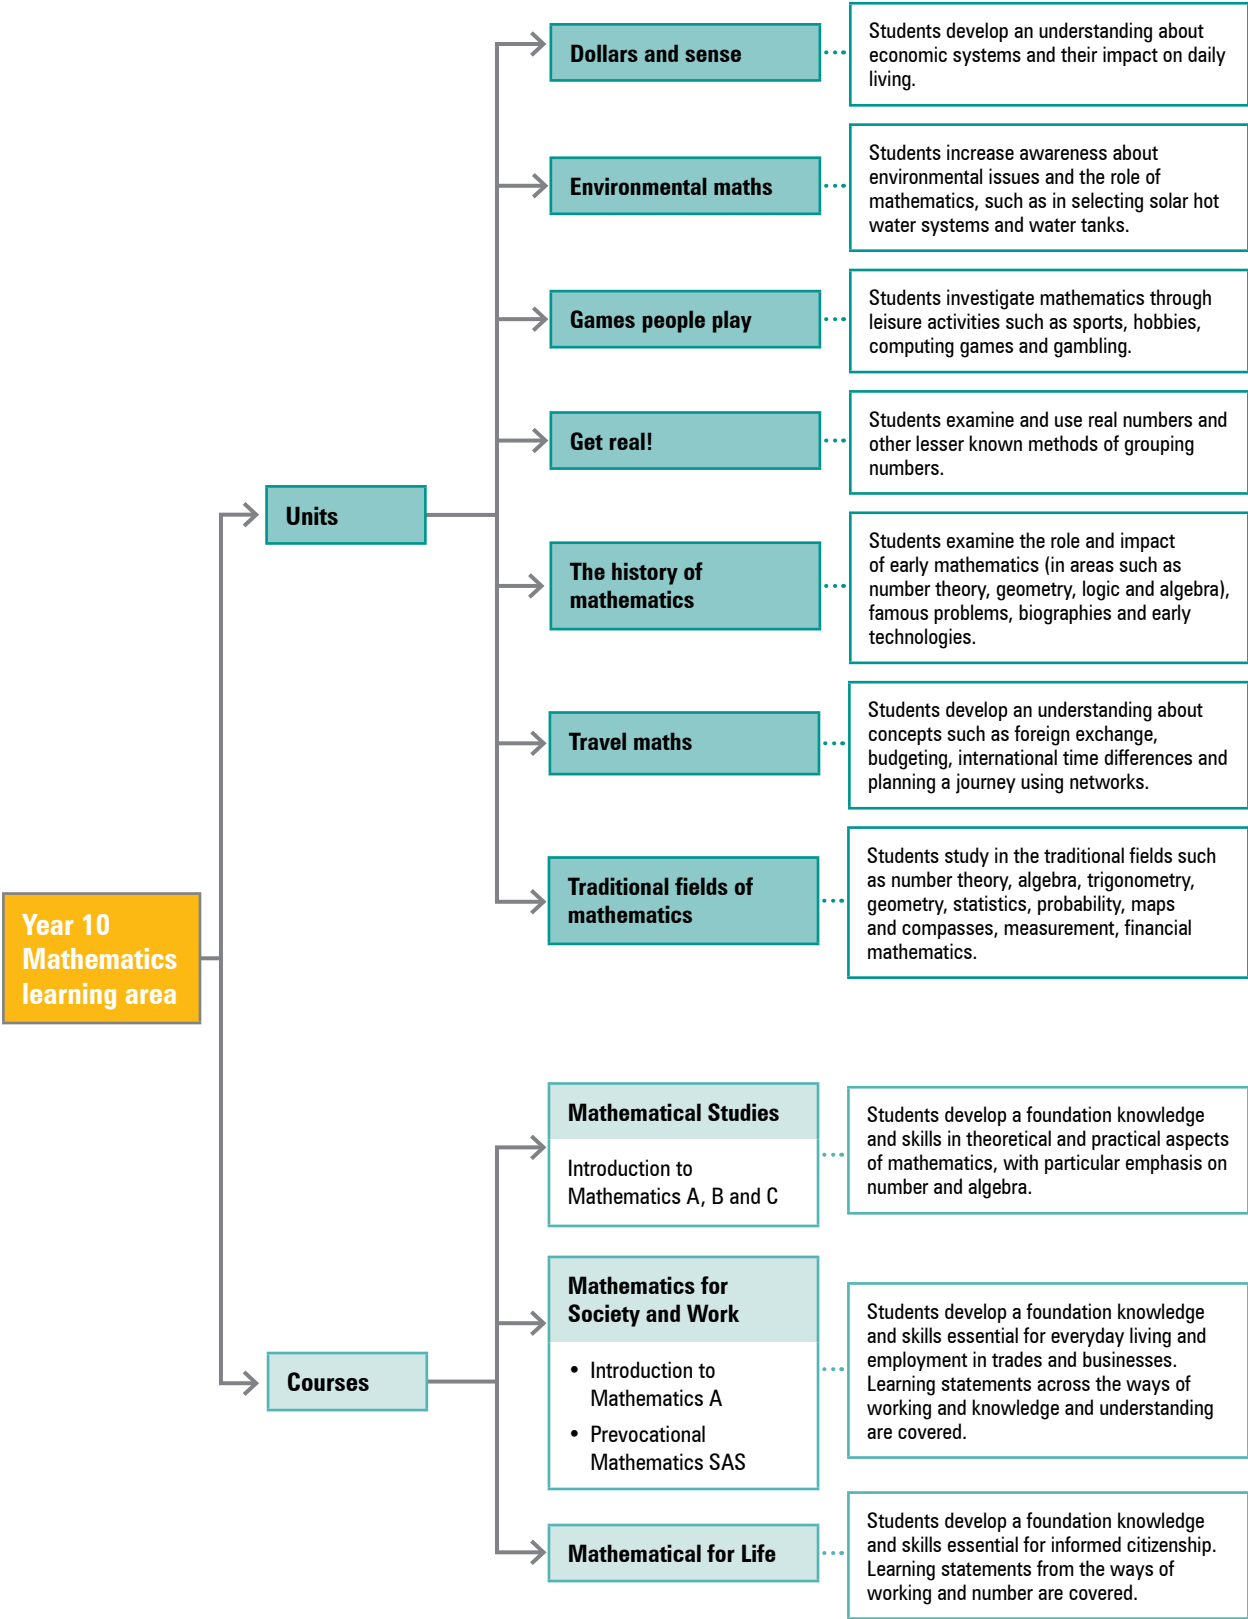 Year 10
Mathematics
learning area
Units
Dollars and sense
Students develop an understanding about
economic systems and their impact on daily
living.
Environmental maths
Students increase awareness about
environmental issues and the role of
mathematics, such as in selecting solar hot
water systems and water tanks.
Games people play
Students investigate mathematics through
leisure activities such as sports, hobbies,
computing games and gambling.
Get real!
Students examine and use real numbers and
other lesser known methods of grouping
numbers.
The history of
mathematics
Students examine the role and impact
of early mathematics (in areas such as
number theory, geometry, logic and algebra),
famous problems, biographies and early
technologies.
Travel maths
Students develop an understanding about
concepts such as foreign exchange,
budgeting, international time differences and
planning a journey using networks.
Traditional fields of
mathematics
Students study in the traditional fields such
as number theory, algebra, trigonometry,
geometry, statistics, probability, maps
and compasses, measurement, financial
mathematics.
Courses
Mathematical Studies
Introduction to
Mathematics A, B and C
Students develop a foundation knowledge
and skills in theoretical and practical aspects
of mathematics, with particular emphasis on
number and algebra.
Mathematics for
Society and Work
• Introduction to
Mathematics A
• Prevocational
Mathematics SAS
Students develop a foundation knowledge
and skills essential for everyday living and
employment in trades and businesses.
Learning statements across the ways of
working and knowledge and understanding
are covered.
Mathematical for Life
Students develop a foundation knowledge
and skills essential for informed citizenship.
Learning statements from the ways of
working and number are covered.